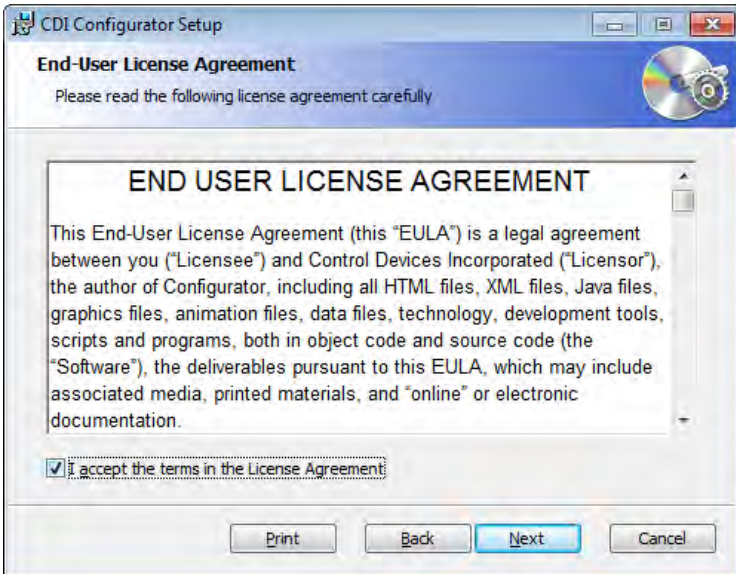 CDI Configurator Setup
End-User License Agreement
Please read the following license agreement carefully
END USER LICENSE AGREEMENT
This End-User License Agreement (this “EULA”) is a legal agreement
between you (“Licensee”) and Control Devices Incorporated (“Licensor”),
the author of Configurator, including all HTML files, XML files, Java files,
graphics files, animation files, data files, technology, development tools,
scripts and programs, both in object code and source code (the
“Software”), the deliverables pursuant to this EULA, which may include
associated media, printed materials, and “online” or electronic
documentation.
I accept the terms in the License Agreement
Print Back Next Cancel